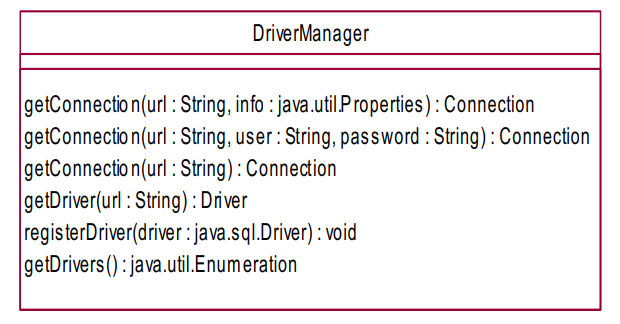 DriverManager
getConnection(url : String, info : java.util.Properties) : Connection
getConnection(url : String, user : String, password : String) : Connection
getConnection(url : String) : Connection
getDriver(url : String) : Driver
registerDriver(driver : java.sql.Driver) : void
getDrivers() : java.util.Enumeration